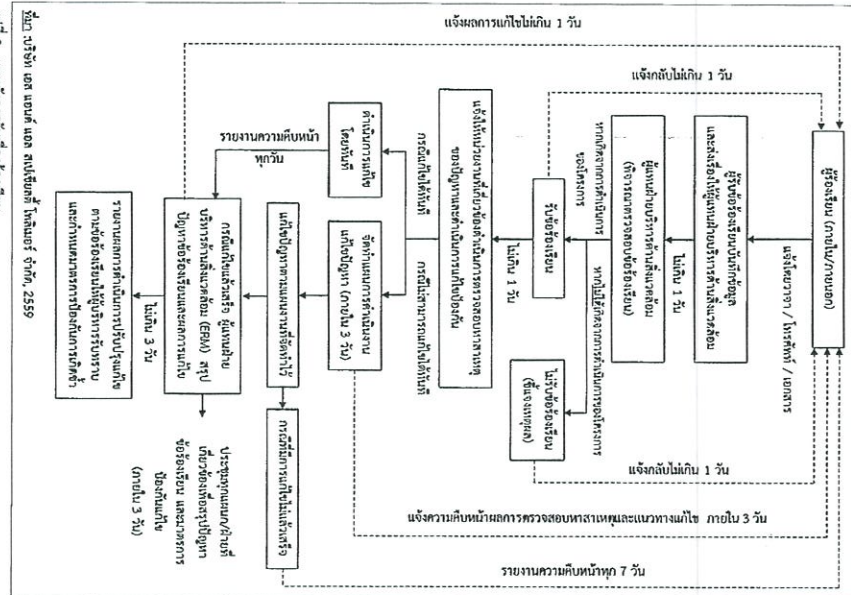 แจ้งผลการแก้ไขไม่เกิน 1 วัน
แจ้งกลับไม่เกิน 1 วัน
ผู้ร้องเรียน (ภายใน/ภายนอก)
แจ้งโดยวาจา / โทรศัพท์ / เอกสาร
ผู้รับข้อร้องเรียนบันทึกข้อมูล
และส่งเรื่องให้ผู้แทนฝ่ายบริหารด้านสิ่งแวดล้อม
ไม่เกิน 1 วัน
ผู้แทนฝ่ายบริหารด้านสิ่งแวดล้อม
(พิจารณาตรวจสอบข้อร้องเรียน)
หากเกิดจากการดำเนินการ
ของโครงการ
หากไม่ได้เกิดจากการดำเนินการของโครงการ
รับข้อร้องเรียน
ไม่รับข้อร้องเรียน
(ชี้แจงเหตุผล)
แจ้งกลับไม่เกิน 1 วัน
ไม่เกิน 1 วัน
แจ้งให้หน่วยงานที่เกี่ยวข้องดำเนินการตรวจสอบหาสาเหตุ
ของปัญหาและดำเนินการแก้ไขป้องกัน
กรณีแก้ไขได้ทันที
กรณีไม่สามารถแก้ไขได้ทันที
ดำเนินการแก้ไข
โดยทันที
จัดทำแผนการดำเนินงาน
แก้ไขปัญหา (ภายใน 3 วัน)
แจ้งความคืบหน้าผลการตรวจสอบหาสาเหตุและแนวทางแก้ไข ภายใน 3 วัน
รายงานความคืบหน้า
ทุกวัน
แก้ไขปัญหาตามแผนงานที่จัดทำไว้
กรณีที่มีการแก้ไขไม่แล้วเสร็จ
รายงานความคืบหน้าทุก 7 วัน
กรณีแก้ไขแล้วเสร็จ ผู้แทนฝ่าย
บริหารด้านสิ่งแวดล้อม (ERM) สรุป
ปัญหาข้อร้องเรียนและผลการแก้ไข
ประชุมทุกแผนก/ฝ่ายที่
เกี่ยวข้องเพื่อสรุปปัญหา
ข้อร้องเรียน และมาตรการ
ป้องกันแก้ไข
(ภายใน 3 วัน)
ไม่เกิน 3 วัน
รายงานผลการดำเนินการปรับปรุงแก้ไข
ตามข้อร้องเรียนให้ผู้บริหารรับทราบ
และกำหนดมาตรการป้องกันการเกิดซ้ำ
ที่มา :บริษัท เอส แอนด์ แอล สเปเชียลตี้ โพลิเมอร์ จำกัด, 2559